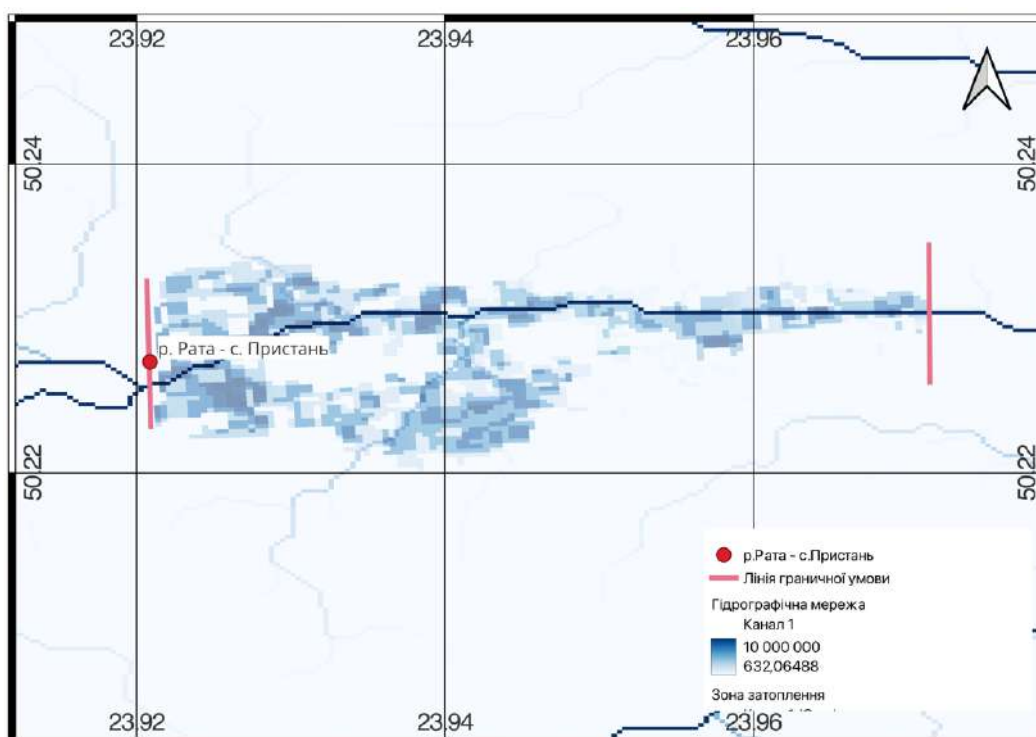 23.92 23.94 23.96
50.24 50.24
р. Рата - с. Пристань
50.22 50.22
р.Рата - с.Пристань
Лінія граничної умови
Гідрографічна мережа
Канал 1
10 000 000
632,06488
Зона затоплення
23.92 23.94 23.96